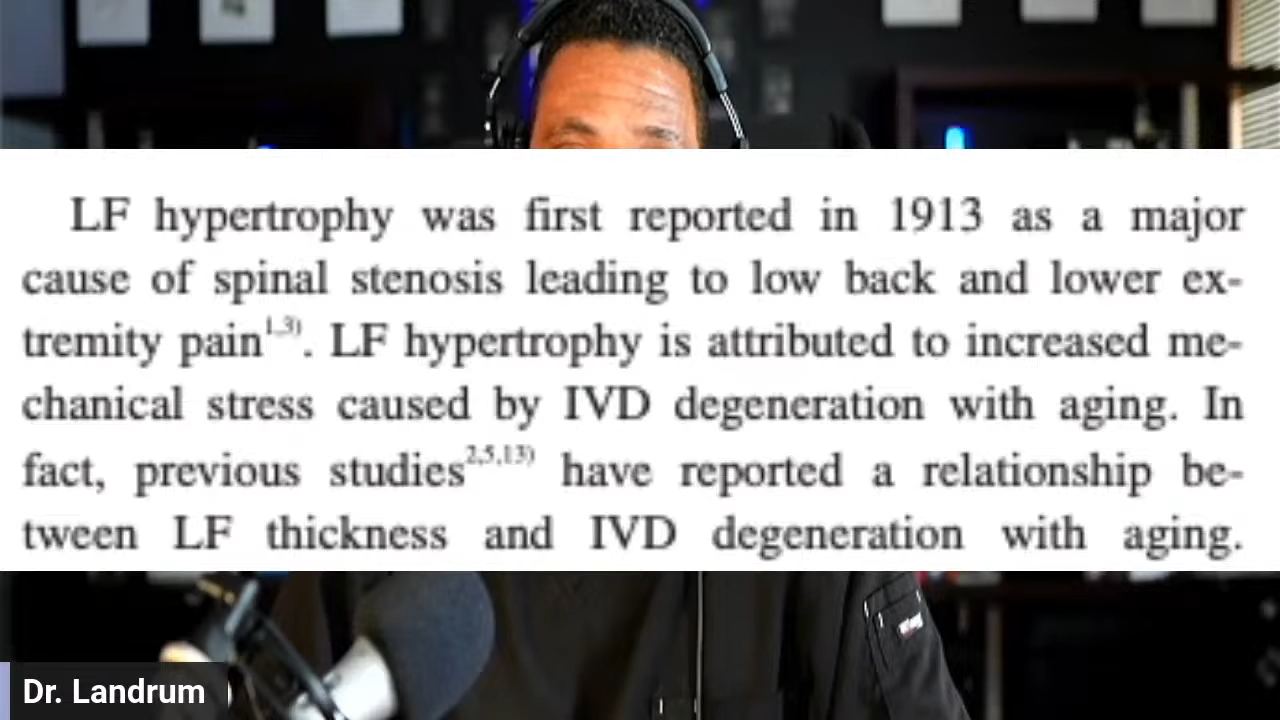 LF hypertrophy was first reported in 1913 as a major
cause of spinal stenosis leading to low back and lower ex-
tremity pain1,3). LF hypertrophy is attributed to increased me-
chanical stress caused by IVD degeneration with aging. In
fact, previous studies2,5,13) have reported a relationship be-
tween LF thickness and IVD degeneration with aging.
Dr. Landrum